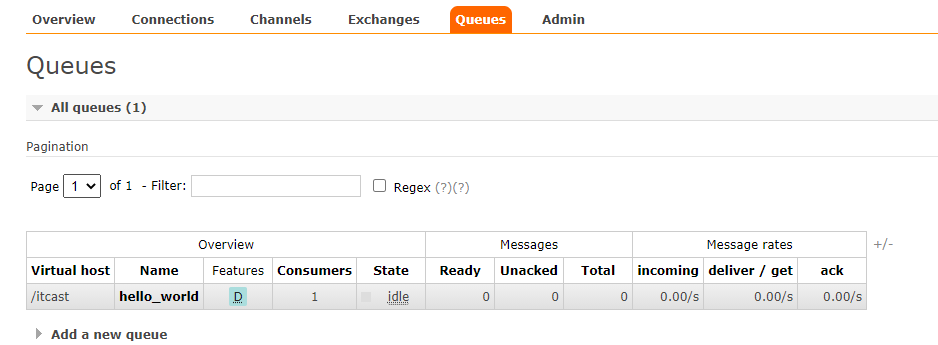 Overview Connections Channels Exchanges Queues Admin
Queues
All queues (1)
Pagination
Page 1 of 1 - Filter: Regex (?)(?)
Overview Messages Message rates +/-
Virtual host Name Features Consumers State Ready Unacked Total incoming deliver / get ack
/itcast hello_world D 1 idle 0 0 0 0.00/s 0.00/s 0.00/s
Add a new queue